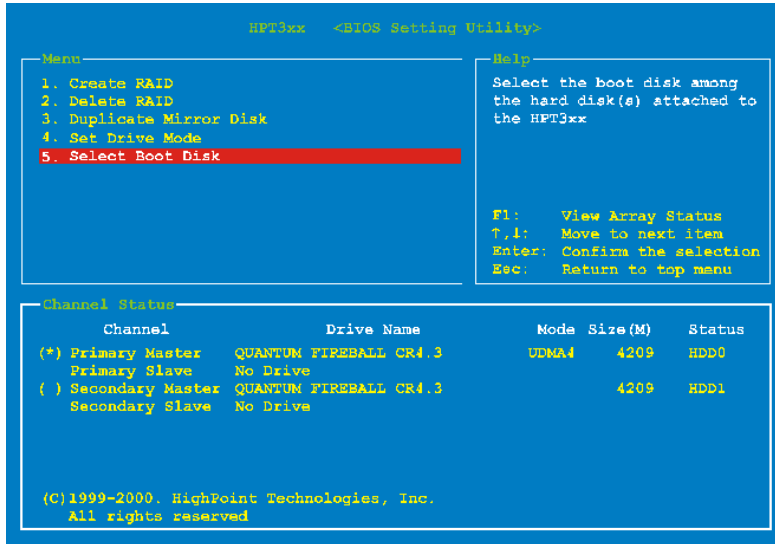 HPT3xx <BIOS Setting Utility>
Menu
1. Create RAID
2. Delete RAID
3. Duplicate Mirror Disk
4. Set Drive Mode
5. Select Boot Disk
Help
Select the boot disk among
the hard disk(s) attached to
the HPT3xx
F1: View Array Status
↑,↓: Move to next item
Enter: Confirm the selection
Esc: Return to top menu
Channel Status
Channel Drive Name Mode Size(M) Status
(*) Primary Master QUANTUM FIREBALL CR4.3 UDMA4 4209 HDD0
Primary Slave No Drive
( ) Secondary Master QUANTUM FIREBALL CR4.3 4209 HDD1
Secondary Slave No Drive
(C)1999-2000. HighPoint Technologies, Inc.
All rights reserved